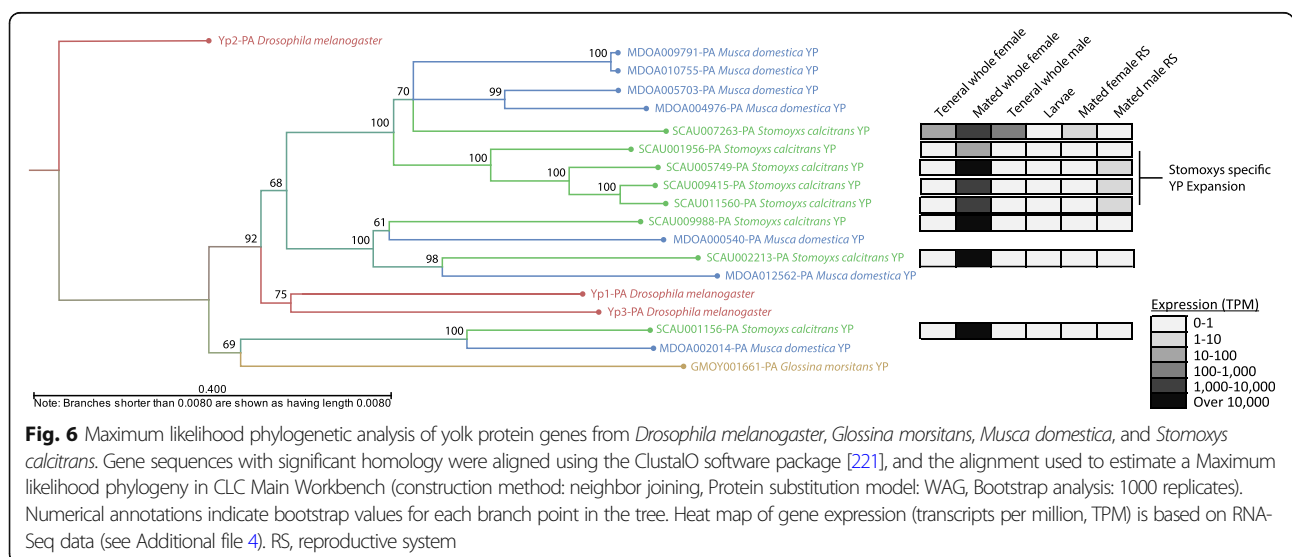 Yp2-PA Drosophila melanogaster
100
MDOA009791-PA Musca domestica YP
MDOA010755-PA Musca domestica YP
70
99
MDOA005703-PA Musca domestica YP
MDOA004976-PA Musca domestica YP
100
SCAU007263-PA Stomoyxs calcitrans YP
SCAU001956-PA Stomoyxs calcitrans YP
100
SCAU005749-PA Stomoyxs calcitrans YP
100
SCAU009415-PA Stomoyxs calcitrans YP
100
SCAU011560-PA Stomoyxs calcitrans YP
68
61
SCAU009988-PA Stomoyxs calcitrans YP
100
MDOA000540-PA Musca domestica YP
92
98
SCAU002213-PA Stomoyxs calcitrans YP
MDOA012562-PA Musca domestica YP
75
Yp1-PA Drosophila melanogaster
Yp3-PA Drosophila melanogaster
100
SCAU001156-PA Stomoyxs calcitrans YP
69
MDOA002014-PA Musca domestica YP
GMOY001661-PA Glossina morsitans YP
0.400
Note: Branches shorter than 0.0080 are shown as having length 0.0080
Teneral whole female
Mated whole female
Teneral whole male
Larvae
Mated female RS
Mated male RS
Stomoxys specific
YP Expansion
Expression (TPM)
0-1
1-10
10-100
100-1,000
1,000-10,000
Over 10,000
Fig. 6 Maximum likelihood phylogenetic analysis of yolk protein genes from Drosophila melanogaster, Glossina morsitans, Musca domestica, and Stomoxys
calcitrans. Gene sequences with significant homology were aligned using the ClustalO software package [221], and the alignment used to estimate a Maximum
likelihood phylogeny in CLC Main Workbench (construction method: neighbor joining, Protein substitution model: WAG, Bootstrap analysis: 1000 replicates).
Numerical annotations indicate bootstrap values for each branch point in the tree. Heat map of gene expression (transcripts per million, TPM) is based on RNA-
Seq data (see Additional file 4). RS, reproductive system